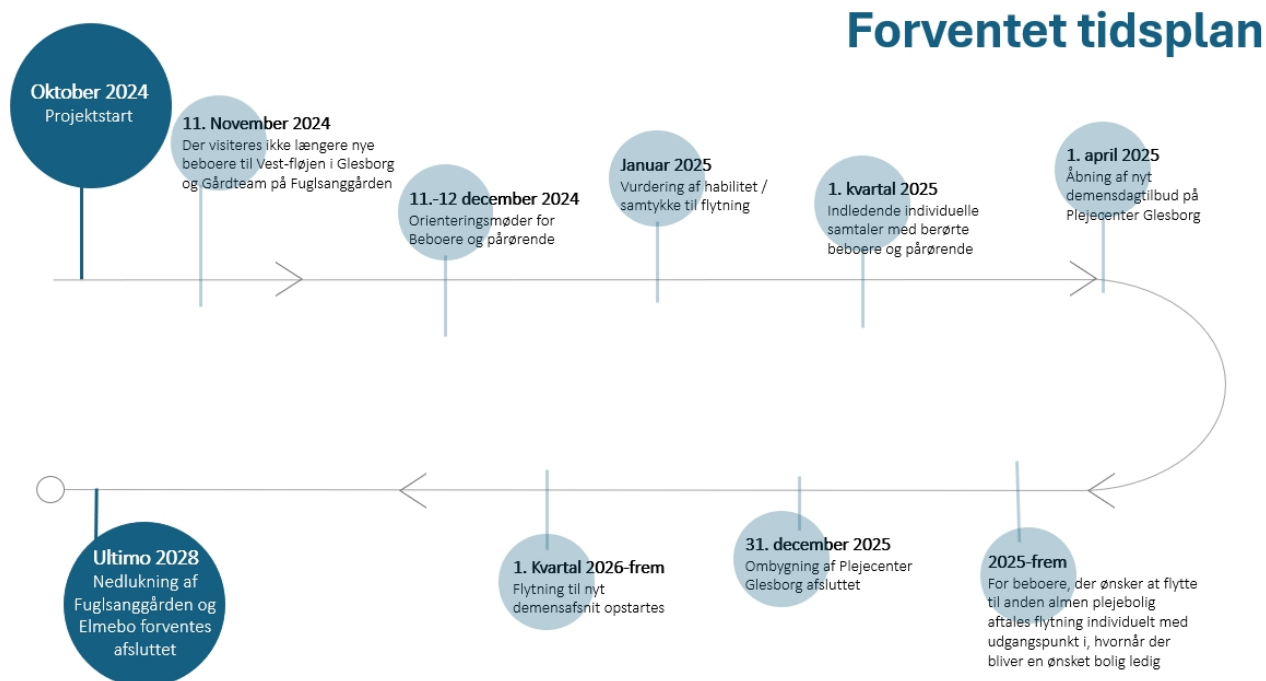 Forventet tidsplan
Oktober 2024
Projektstart
11. November 2024
Der visiteres ikke længere nye
beboere til Vest-fløjen i Glesborg
og Gårdteam på Fuglsanggården
11.-12 december 2024
Orienteringsmøder for
Beboere og pårørende
Januar 2025
Vurdering af habilitet /
samtykke til flytning
1. kvartal 2025
Indledende individuelle
samtaler med berørte
beboere og pårørende
1. april 2025
Åbning af nyt
demensdagtilbud på
Plejecenter Glesborg
2025-frem
For beboere, der ønsker at flytte
til anden almen plejebolig
aftales flytning individuelt med
udgangspunkt i, hvornår der
bliver en ønsket bolig ledig
31. december 2025
Ombygning af Plejecenter
Glesborg afsluttet
1. Kvartal 2026-frem
Flytning til nyt
demensafsnit opstartes
Ultimo 2028
Nedlukning af
Fuglsanggården og
Elmebo forventes
afsluttet